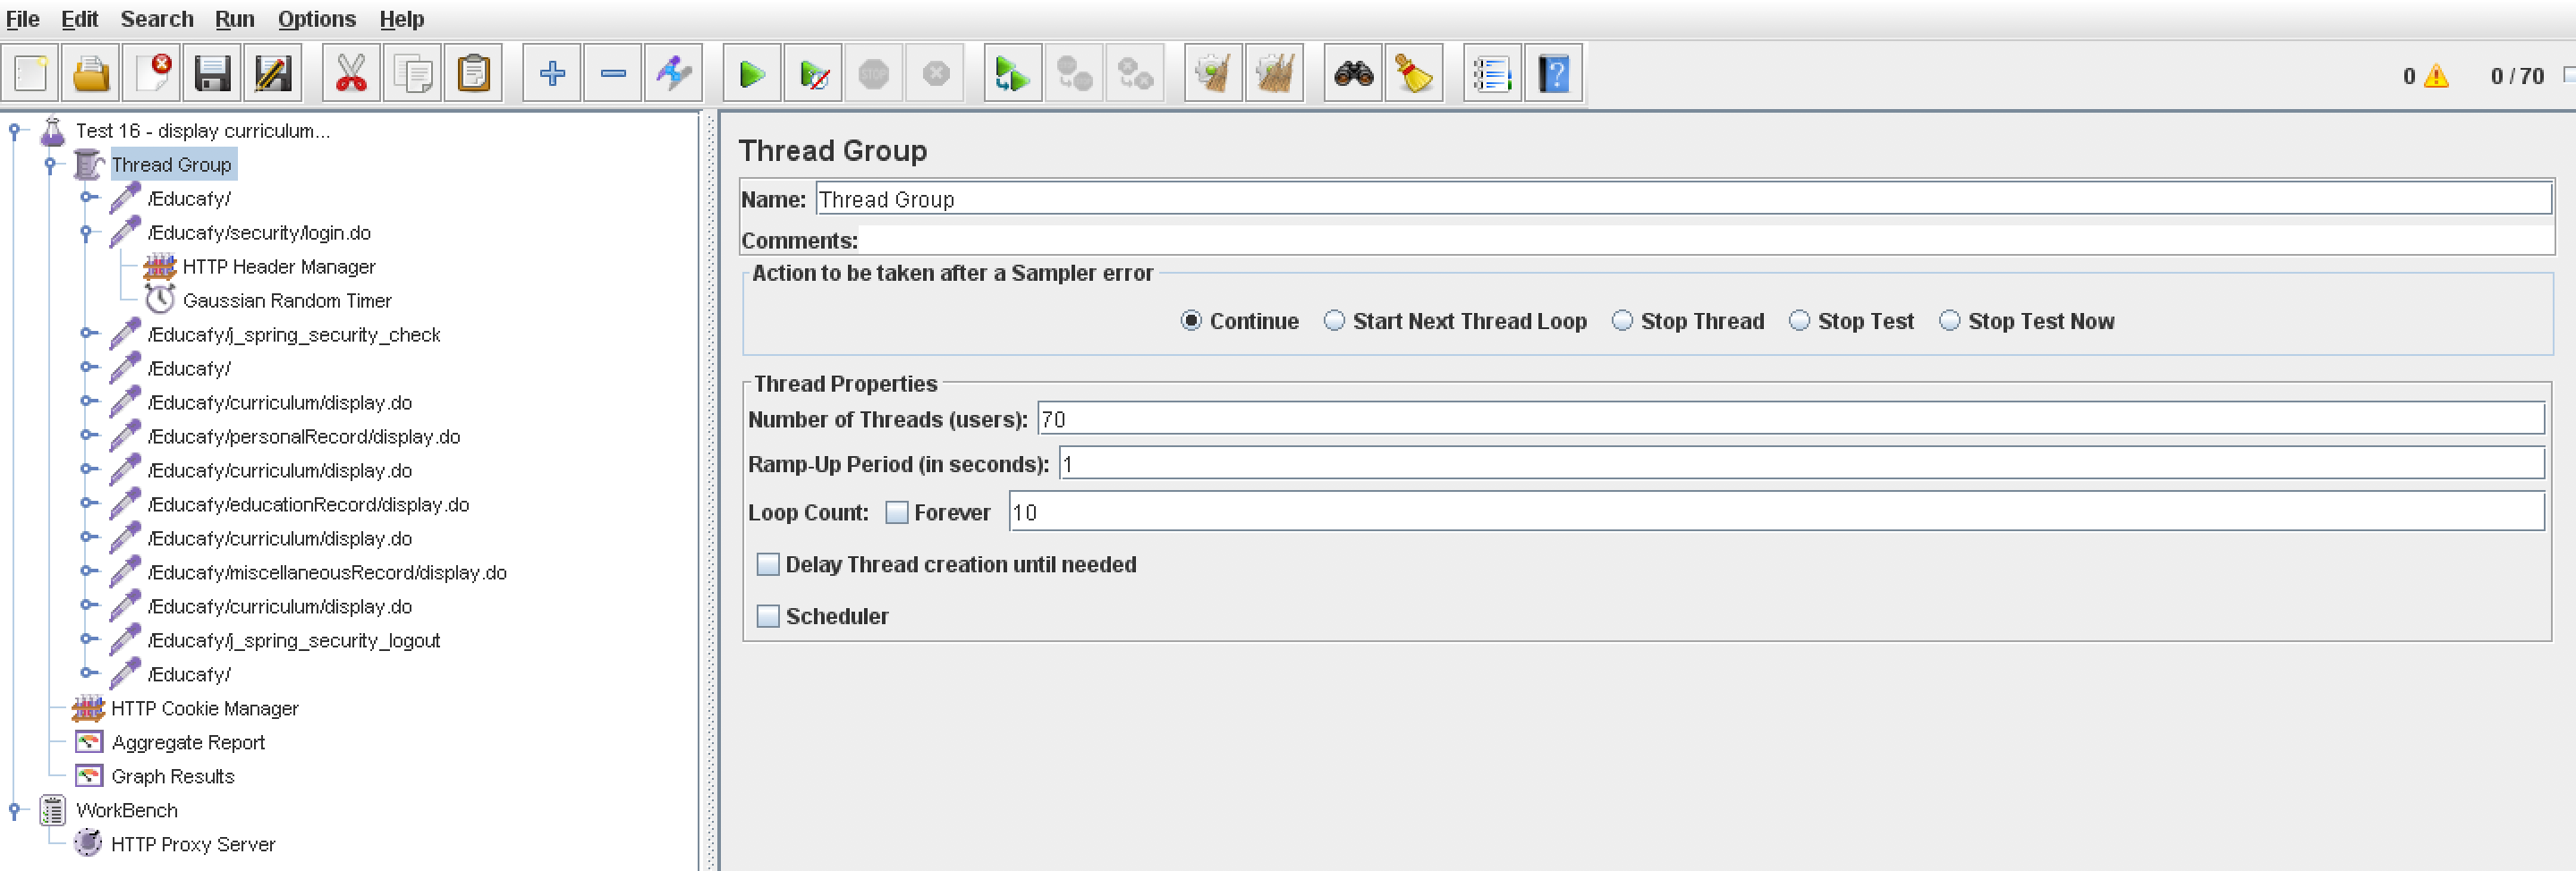 File Edit Search Run Options Help
STOP
0 0 / 70
Test 16 - display curriculum...
Thread Group
/Educafy/
/Educafy/security/login.do
HTTP Header Manager
Gaussian Random Timer
/Educafy/j_spring_security_check
/Educafy/
/Educafy/curriculum/display.do
/Educafy/personalRecord/display.do
/Educafy/curriculum/display.do
/Educafy/educationRecord/display.do
/Educafy/curriculum/display.do
/Educafy/miscellaneousRecord/display.do
/Educafy/curriculum/display.do
/Educafy/j_spring_security_logout
/Educafy/
HTTP Cookie Manager
Aggregate Report
Graph Results
WorkBench
HTTP Proxy Server
Thread Group
Name: Thread Group
Comments:
Action to be taken after a Sampler error
Continue Start Next Thread Loop Stop Thread Stop Test Stop Test Now
Thread Properties
Number of Threads (users): 70
Ramp-Up Period (in seconds): 1
Loop Count: Forever 10
Delay Thread creation until needed
Scheduler